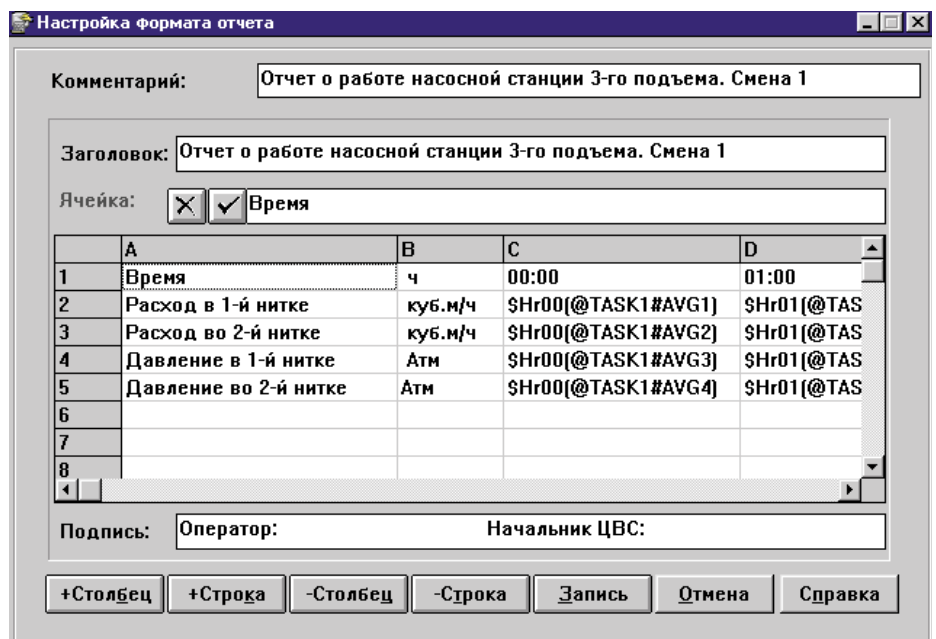 Настройка формата отчета
Комментарий: Отчет о работе насосной станции 3-го подъема. Смена 1
Заголовок: Отчет о работе насосной станции 3-го подъема. Смена 1
Ячейка: Время
A B C D
1 Время ч 00:00 01:00
2 Расход в 1-й нитке куб.м/ч $Hr00(@TASK1#AVG1) $Hr01(@TAS
3 Расход во 2-й нитке куб.м/ч $Hr00(@TASK1#AVG2) $Hr01(@TAS
4 Давление в 1-й нитке Атм $Hr00(@TASK1#AVG3) $Hr01(@TAS
5 Давление во 2-й нитке Атм $Hr00(@TASK1#AVG4) $Hr01(@TAS
6
7
8
Подпись: Оператор: Начальник ЦВС:
+Столбец +Строка -Столбец -Строка Запись Отмена Справка